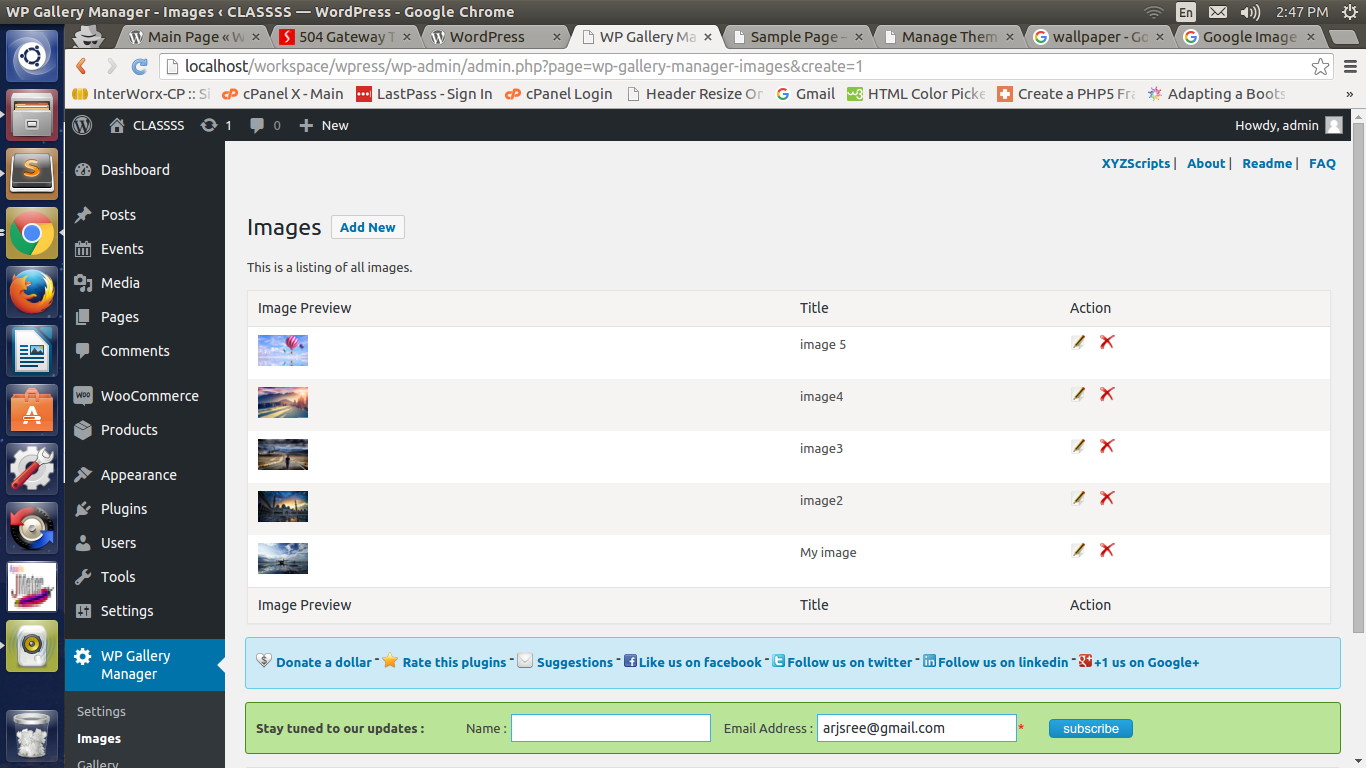 WP Gallery Manager - Images ‹ CLASSSS — WordPress - Google Chrome
En 2:47 PM
Main Page « W
504 Gateway T
WordPress
WP Gallery Ma
Sample Page –
Manage Them
wallpaper - Go
Google Image
localhost/workspace/wpress/wp-admin/admin.php?page=wp-gallery-manager-images&create=1
InterWorx-CP :: Si
cPanel X - Main
LastPass - Sign In
cPanel Login
Header Resize Or
Gmail
HTML Color Picke
Create a PHP5 Fra
Adapting a Boots
»
CLASSSS 1 0 + New
Howdy, admin
XYZScripts | About | Readme | FAQ
Dashboard
Posts
Events
Media
Pages
Comments
WOO WooCommerce
Products
Appearance
Plugins
Users
Tools
Settings
WP Gallery
Manager
Settings
Images
Gallery
Images Add New
This is a listing of all images.
Image Preview Title Action
image 5
image4
image3
image2
My image
Image Preview Title Action
Donate a dollar - Rate this plugins - Suggestions - Like us on facebook - Follow us on twitter - Follow us on linkedin - +1 us on Google+
Stay tuned to our updates : Name : Email Address : arjsree@gmail.com * subscribe